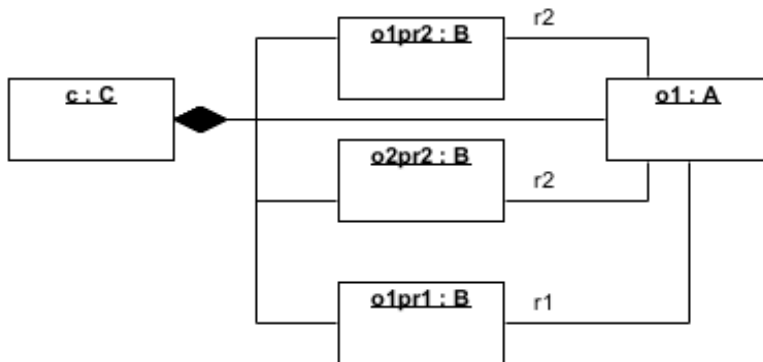 o1pr2 : B
r2
c : C
o1 : A
o2pr2 : B
r2
o1pr1 : B
r1